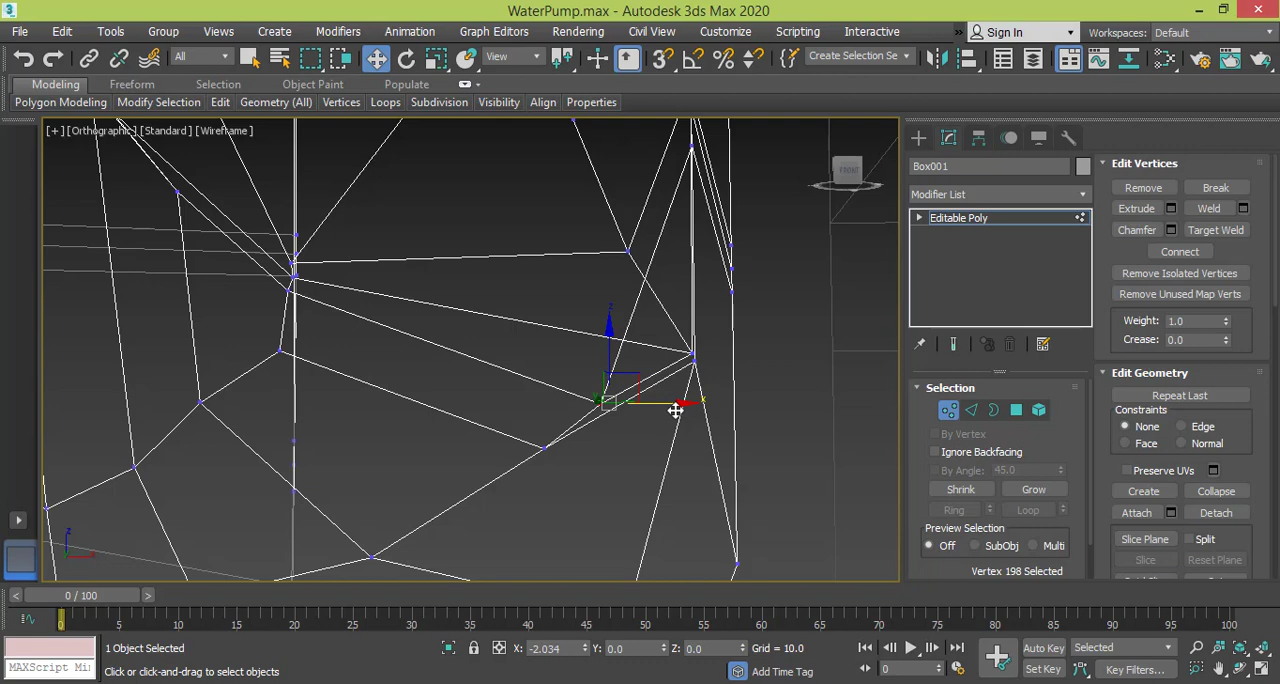 WaterPump.max - Autodesk 3ds Max 2020
File Edit Tools Group Views Create Modifiers Animation Graph Editors Rendering Civil View Customize Scripting Interactive Sign In Workspaces: Default
All View Create Selection Se
Modeling Freeform Selection Object Paint Populate
Polygon Modeling Modify Selection Edit Geometry (All) Vertices Loops Subdivision Visibility Align Properties
[+] [Orthographic] [Standard] [Wireframe]
FRONT
z
x
z
Box001
Modifier List
Editable Poly
Selection
By Vertex
Ignore Backfacing
By Angle: 45.0
Shrink Grow
Ring Loop
Preview Selection
Off SubObj Multi
Vertex 198 Selected
Edit Vertices
Remove Break
Extrude Weld
Chamfer Target Weld
Connect
Remove Isolated Vertices
Remove Unused Map Verts
Weight: 1.0
Crease: 0.0
Edit Geometry
Repeat Last
Constraints
None Edge
Face Normal
Preserve UVs
Create Collapse
Attach Detach
Slice Plane Split
Slice Reset Plane
< 0 / 100 >
0 5 10 15 20 25 30 35 40 45 50 55 60 65 70 75 80 85 90 95 100
1 Object Selected X: -2.034 Y: 0.0 Z: 0.0 Grid = 10.0 Auto Key Selected
MAXScript Mi Click or click-and-drag to select objects Add Time Tag 0 Set Key Key Filters...